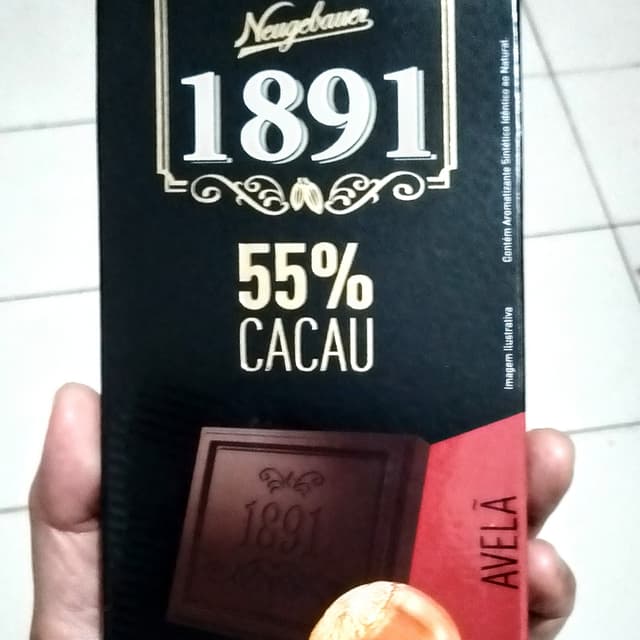 Neugebauer
1891
55%
CACAU
1891
AVELÃ
Contém Aromatizante Sintético Idêntico ao Natural.
Imagem Ilustrativa